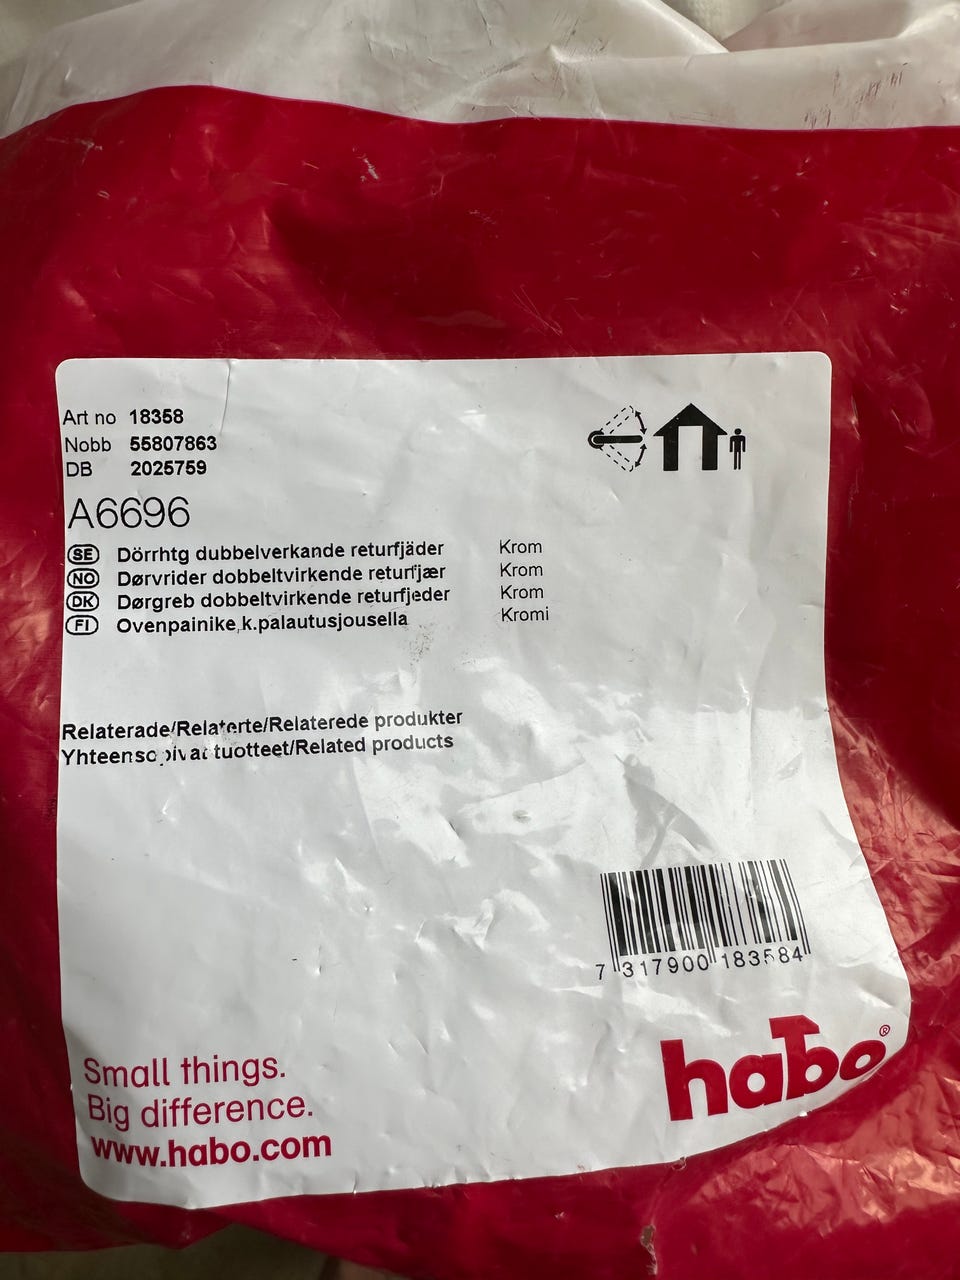 Art no 18358
Nobb 55807863
DB 2025759
A6696
SE Dörrhtg dubbelverkande returfjäder Krom
NO Dørvrider dobbeltvirkende returfjær Krom
DK Dørgreb dobbeltvirkende returfjeder Krom
FI Ovenpainike,k.palautusjousella Kromi
Relaterade/Relaterte/Relaterede produkter
Yhteensopivat tuotteet/Related products
7 317900 183584
habo®
Small things.
Big difference.
www.habo.com